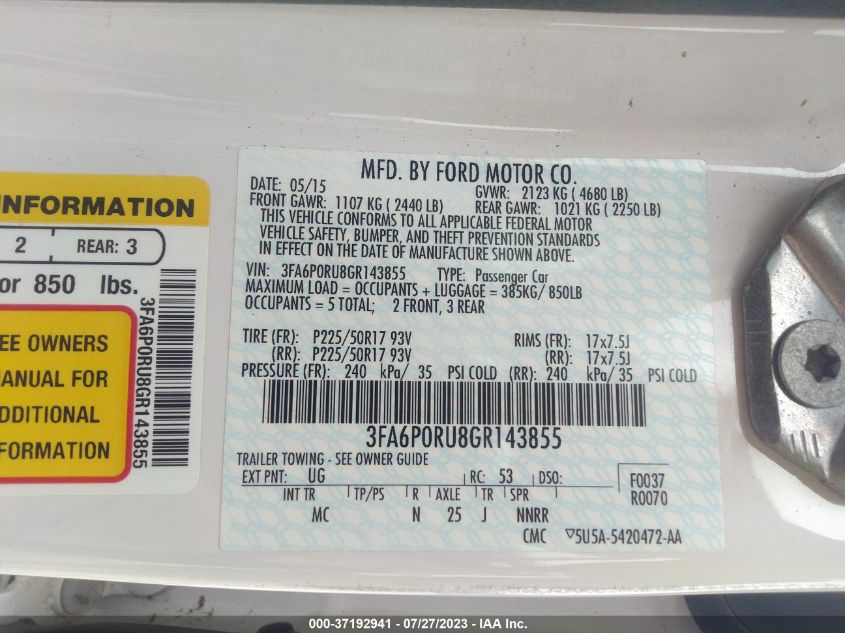 INFORMATION
2 REAR: 3
or 850 lbs.
EE OWNERS
MANUAL FOR
ADDITIONAL
INFORMATION
3FA6P0RU8GR143855
MFD. BY FORD MOTOR CO.
DATE: 05/15 GVWR: 2123 KG ( 4680 LB)
FRONT GAWR: 1107 KG ( 2440 LB) REAR GAWR: 1021 KG ( 2250 LB)
THIS VEHICLE CONFORMS TO ALL APPLICABLE FEDERAL MOTOR
VEHICLE SAFETY, BUMPER, AND THEFT PREVENTION STANDARDS
IN EFFECT ON THE DATE OF MANUFACTURE SHOWN ABOVE.
VIN: 3FA6P0RU8GR143855 TYPE: Passenger Car
MAXIMUM LOAD = OCCUPANTS + LUGGAGE = 385KG/ 850LB
OCCUPANTS = 5 TOTAL; 2 FRONT, 3 REAR
TIRE (FR): P225/50R17 93V RIMS (FR): 17x7.5J
(RR): P225/50R17 93V (RR): 17x7.5J
PRESSURE (FR): 240 kPa/ 35 PSI COLD (RR): 240 kPa/ 35 PSI COLD
3FA6P0RU8GR143855
TRAILER TOWING - SEE OWNER GUIDE
EXT PNT: UG RC: 53 DSO: F0037
INT TR TP/PS R AXLE TR SPR R0070
MC N 25 J NNRR
CMC ▽5U5A-5420472-AA
000-37192941 / 07/27/2023 - IAA Inc.